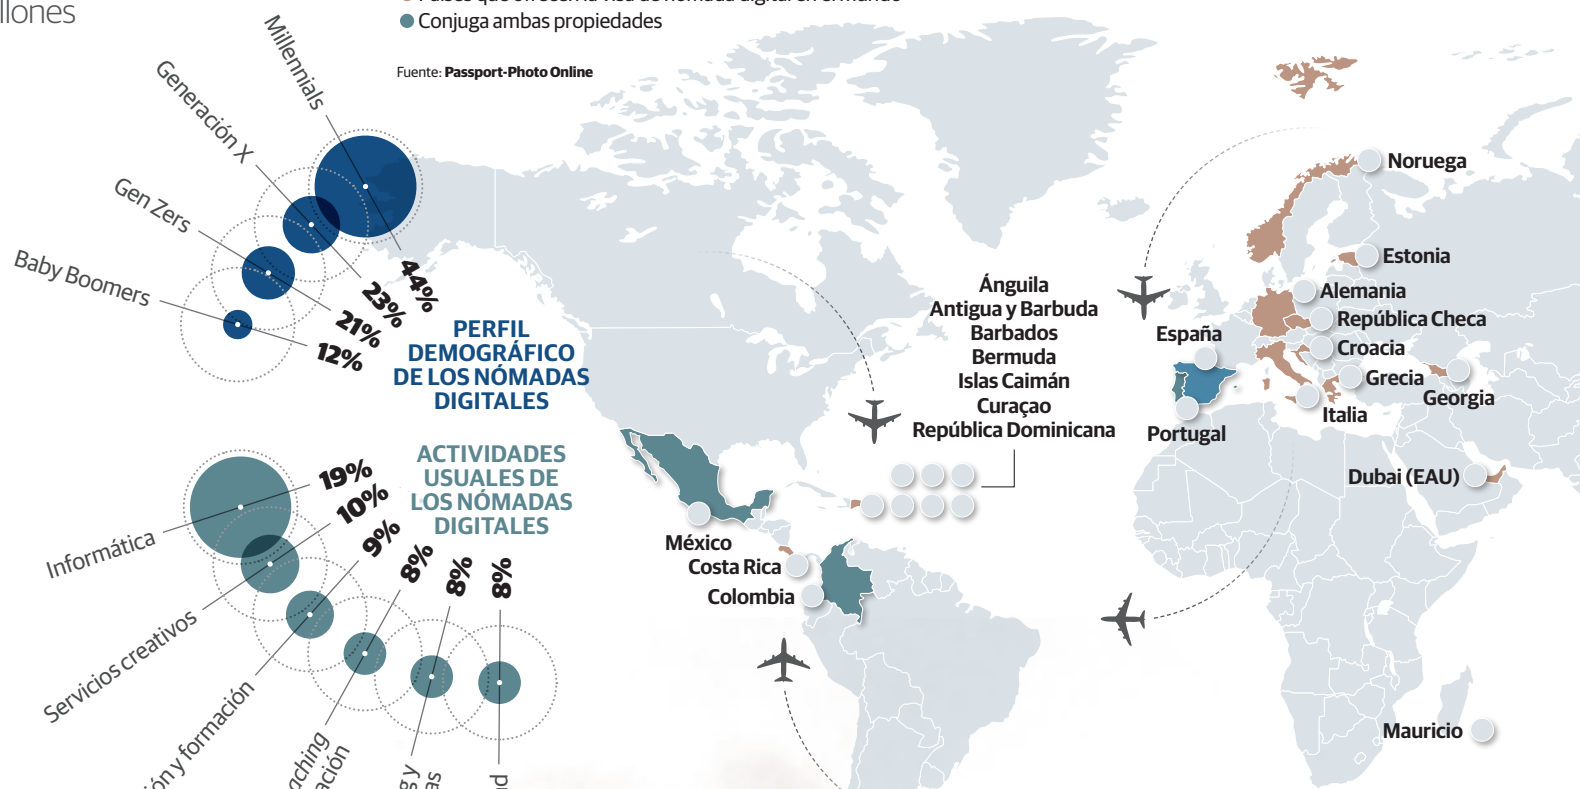 Conjuga ambas propiedades
Fuente: Passport-Photo Online
Millennials
Generación X
Gen Zers
Baby Boomers
44%
23%
21%
12%
PERFIL
DEMOGRÁFICO
DE LOS NÓMADAS
DIGITALES
ACTIVIDADES
USUALES DE
LOS NÓMADAS
DIGITALES
19%
10%
9%
8%
8%
8%
Informática
Servicios creativos
y formación
Ánguila
Antigua y Barbuda
Barbados
Bermuda
Islas Caimán
Curaçao
República Dominicana
México
Costa Rica
Colombia
Noruega
Estonia
Alemania
República Checa
Croacia
Grecia
Georgia
Italia
España
Portugal
Dubai (EAU)
Mauricio